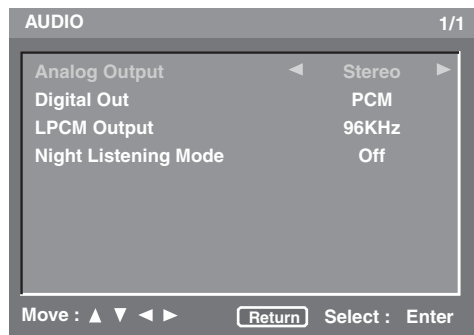 AUDIO 1/1
Analog Output ◀ Stereo ▶
Digital Out PCM
LPCM Output 96KHz
Night Listening Mode Off
Move : ▲ ▼ ◀ ▶ Return Select : Enter